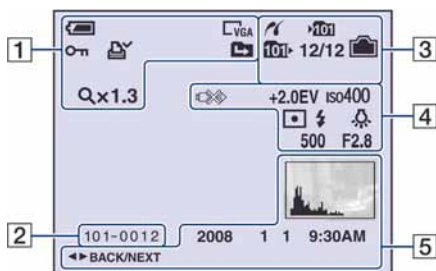 1
VGA
101
3
101 12/12
×1.3
+2.0EV ISO400
4
500 F2.8
2
101-0012
2008 1 1 9:30AM
5
BACK/NEXT